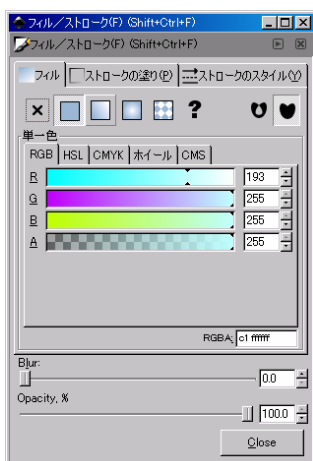 フィル／ストローク(F) (Shift+Ctrl+F)
フィル／ストローク(F) (Shift+Ctrl+F)
フィル ストロークの塗り(P) ストロークのスタイル(Y)
?
単一色
RGB HSL CMYK ホイール CMS
R 193
G 255
B 255
A 255
RGBA: c1ffffff
Blur:
0.0
Opacity, %
100.0
Close